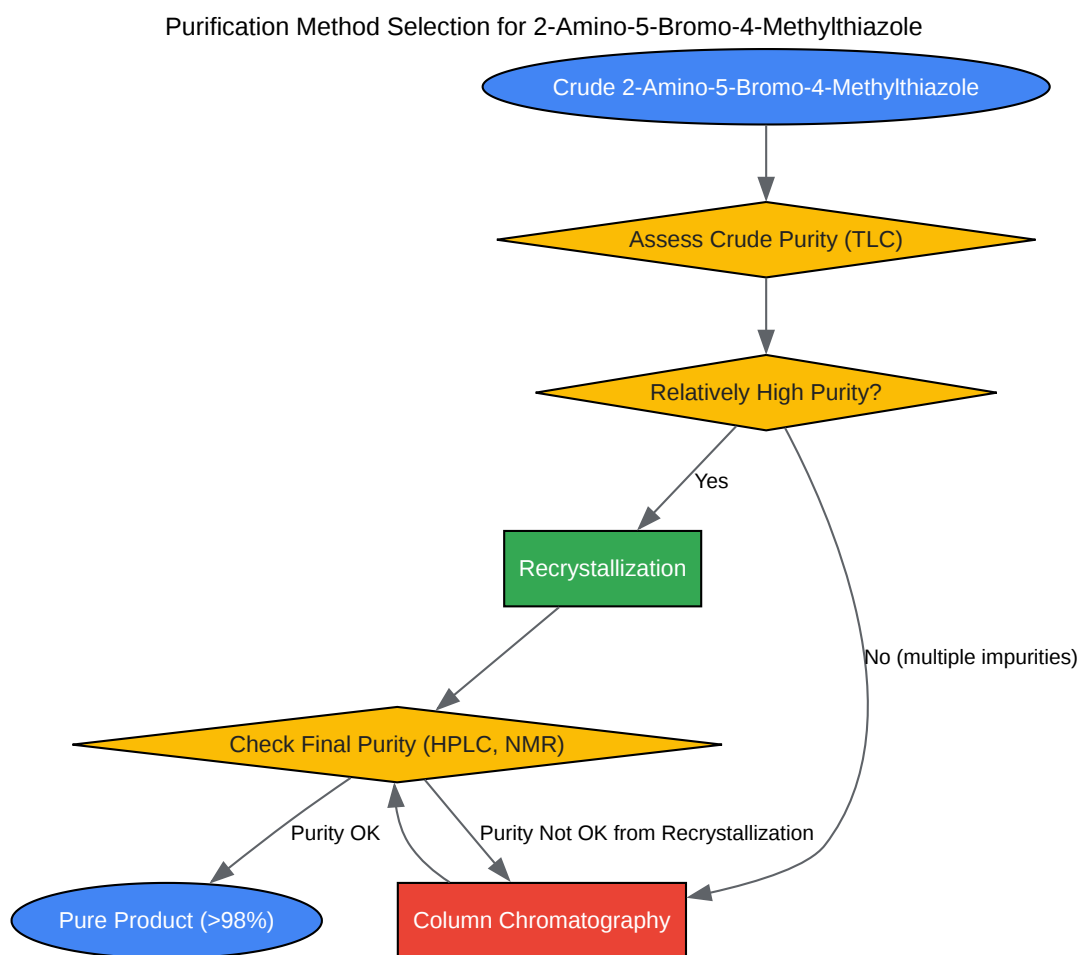 Purification Method Selection for 2-Amino-5-Bromo-4-Methylthiazole
Crude 2-Amino-5-Bromo-4-Methylthiazole
Assess Crude Purity (TLC)
Relatively High Purity?
Yes
Recrystallization
No (multiple impurities)
Check Final Purity (HPLC, NMR)
Purity OK
Purity Not OK from Recrystallization
Pure Product (>98%)
Column Chromatography